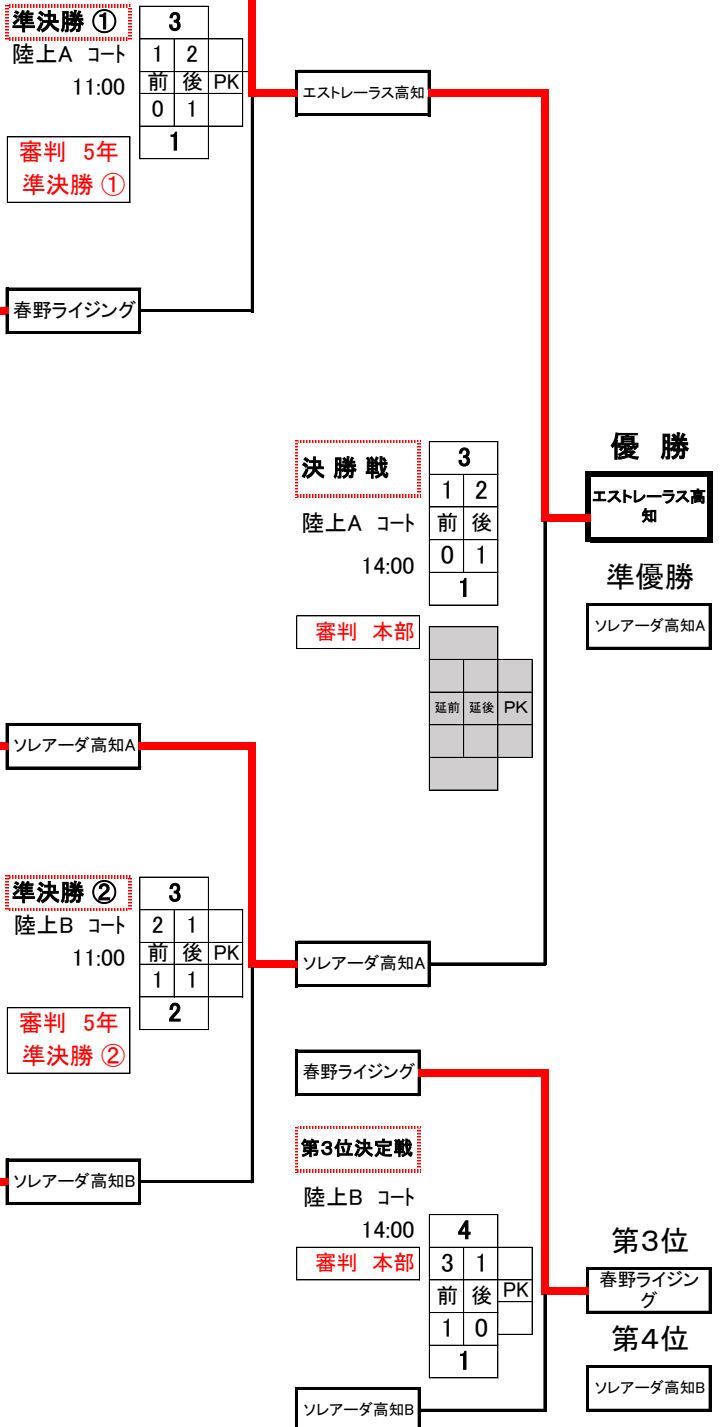 準決勝 ①
陸上A コート
11:00
3
1 2
前 後 PK
0 1
1
審判 5年
準決勝 ①
エストレーラス高知
春野ライジング
決 勝 戦
陸上A コート
14:00
3
1 2
前 後
0 1
1
審判 本部
延前 延後 PK
優 勝
エストレーラス高
知
準優勝
ソレアーダ高知A
ソレアーダ高知A
準決勝 ②
陸上B コート
11:00
3
2 1
前 後 PK
1 1
2
審判 5年
準決勝 ②
ソレアーダ高知A
ソレアーダ高知B
春野ライジング
第3位決定戦
陸上B コート
14:00
審判 本部
4
3 1
前 後 PK
1 0
1
ソレアーダ高知B
第3位
春野ライジン
グ
第4位
ソレアーダ高知B